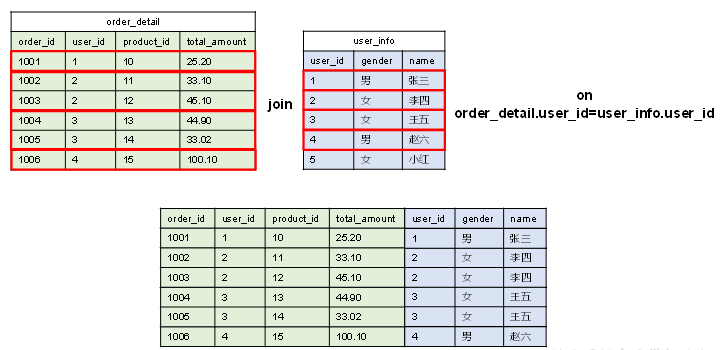 order_detail
order_id user_id product_id total_amount
1001 1 10 25.20
1002 2 11 33.10
1003 2 12 45.10
1004 3 13 44.90
1005 3 14 33.02
1006 4 15 100.10
join
user_info
user_id gender name
1 男 张三
2 女 李四
3 女 王五
4 男 赵六
5 女 小红
on
order_detail.user_id=user_info.user_id
order_id user_id product_id total_amount user_id gender name
1001 1 10 25.20 1 男 张三
1002 2 11 33.10 2 女 李四
1003 2 12 45.10 2 女 李四
1004 3 13 44.90 3 女 王五
1005 3 14 33.02 3 女 王五
1006 4 15 100.10 4 男 赵六